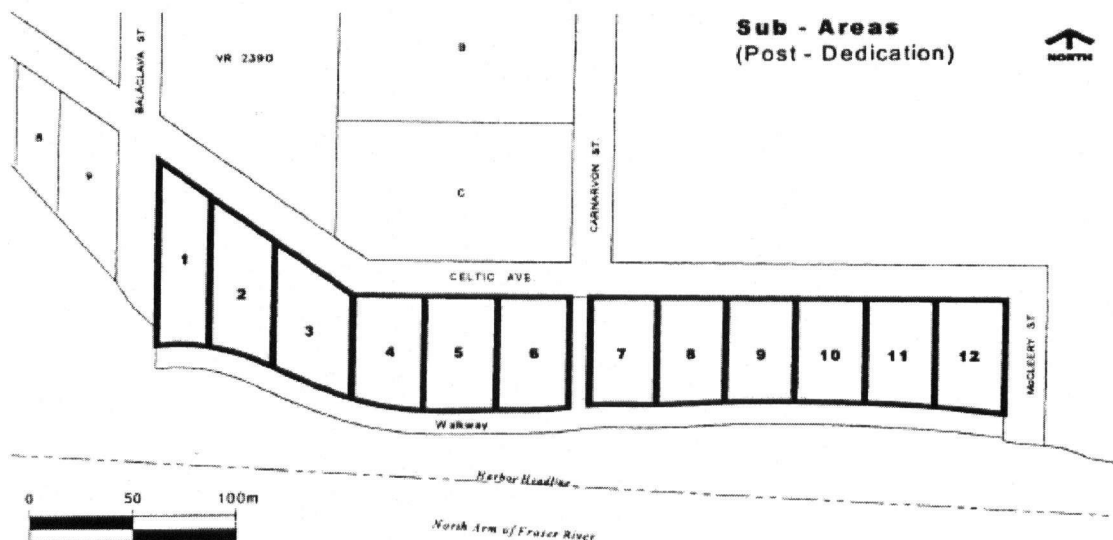 Sub - Areas
(Post - Dedication)
NORTH
BALACLAVA ST
VR 2390
B
8
9
C
CARNARVON ST.
CELTIC AVE.
1
2
3
4
5
6
7
8
9
10
11
12
McCLEERY ST
Walkway
Harbor Headline
0 50 100m
North Arm of Fraser River